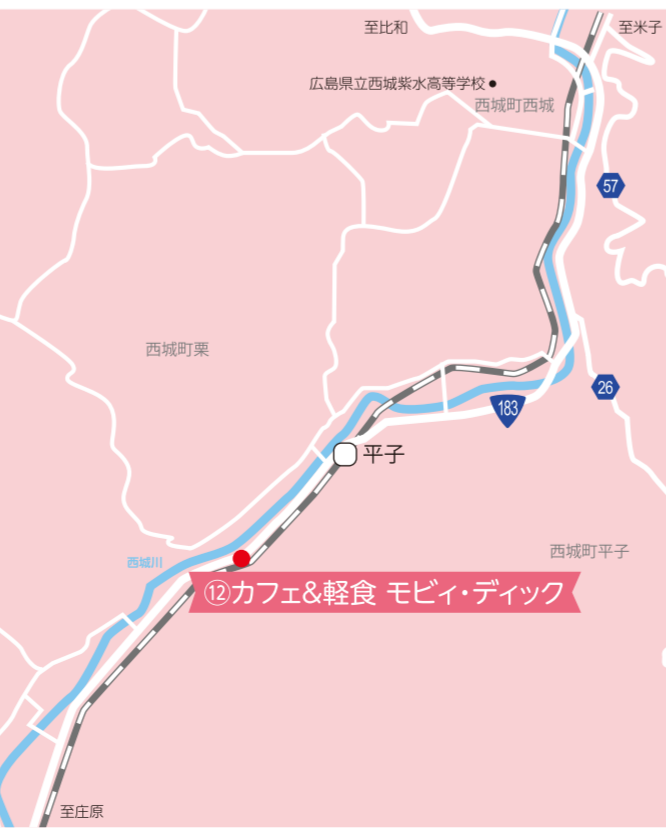 至比和
至米子
広島県立西城紫水高等学校
西城町西城
57
西城町栗
26
183
平子
西城町平子
西城川
⑫カフェ&軽食 モビィ・ディック
至庄原